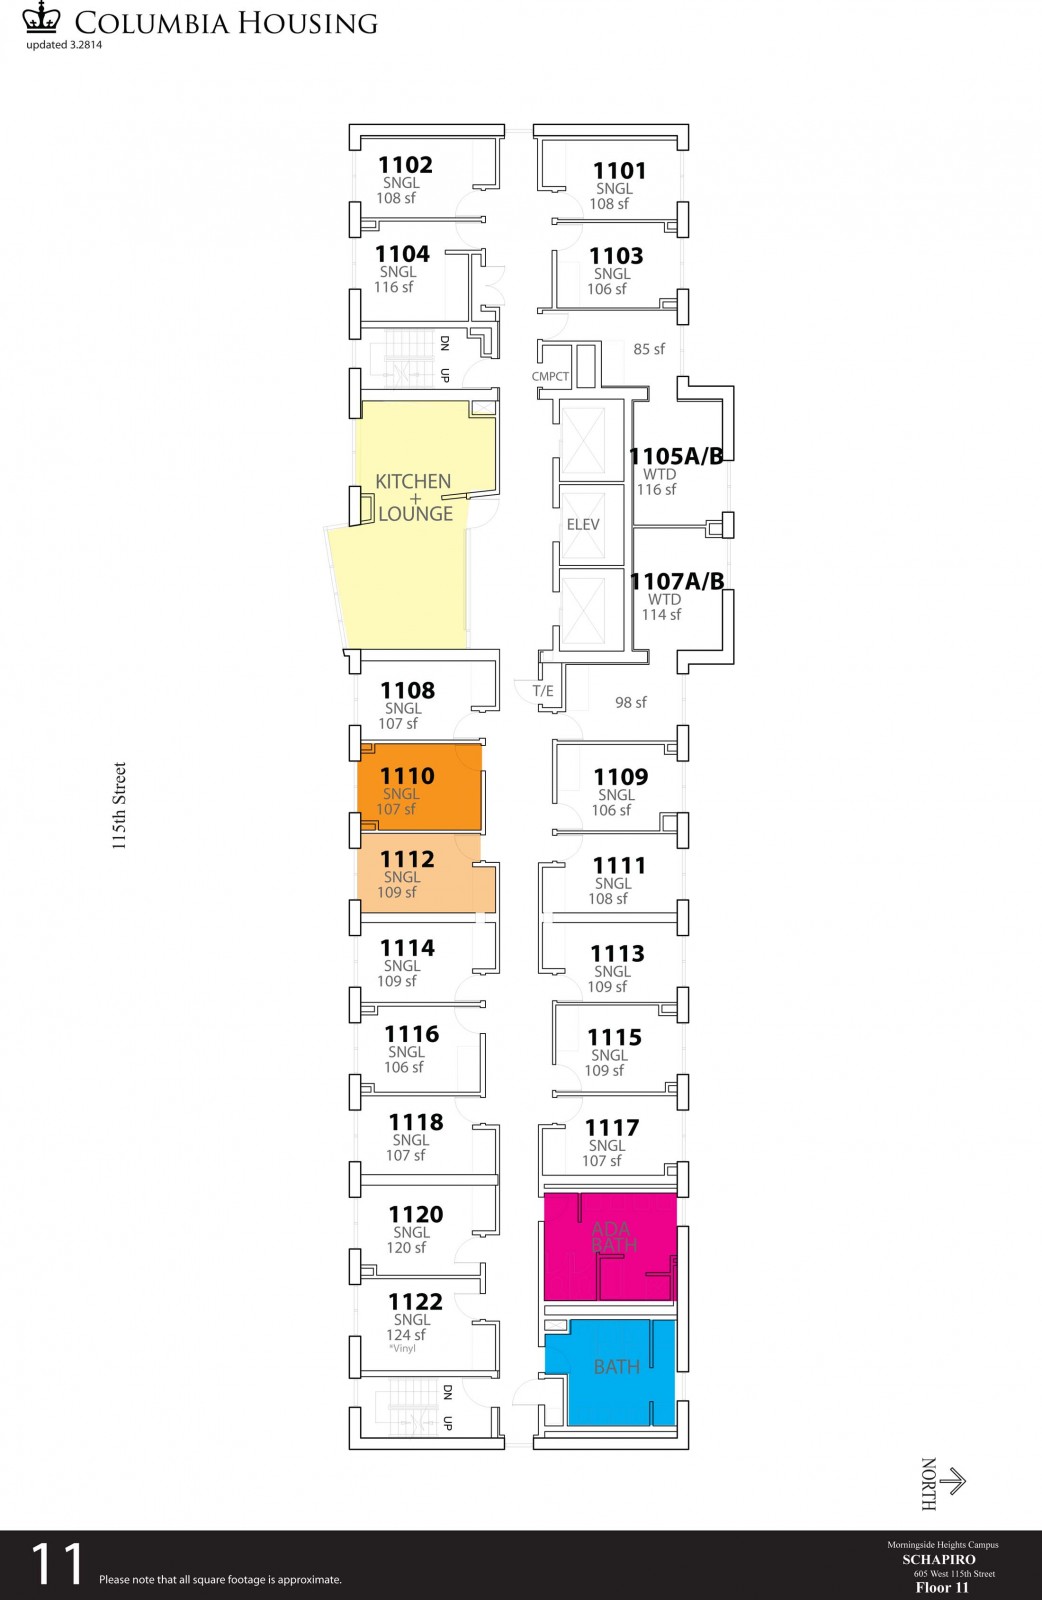 COLUMBIA HOUSING
updated 3.2814
1102
SNGL
108 sf
1101
SNGL
108 sf
1104
SNGL
116 sf
1103
SNGL
106 sf
DN
UP
85 sf
CMPCT
KITCHEN
+
LOUNGE
1105A/B
WTD
116 sf
ELEV
1107A/B
WTD
114 sf
1108
SNGL
107 sf
T/E
98 sf
115th Street
1110
SNGL
107 sf
1109
SNGL
106 sf
1112
SNGL
109 sf
1111
SNGL
108 sf
1114
SNGL
109 sf
1113
SNGL
109 sf
1116
SNGL
106 sf
1115
SNGL
109 sf
1118
SNGL
107 sf
1117
SNGL
107 sf
1120
SNGL
120 sf
ADA
BATH
1122
SNGL
124 sf
*Vinyl
BATH
DN
UP
NORTH
11
Please note that all square footage is approximate.
Morningside Heights Campus
SCHAPIRO
605 West 115th Street
Floor 11